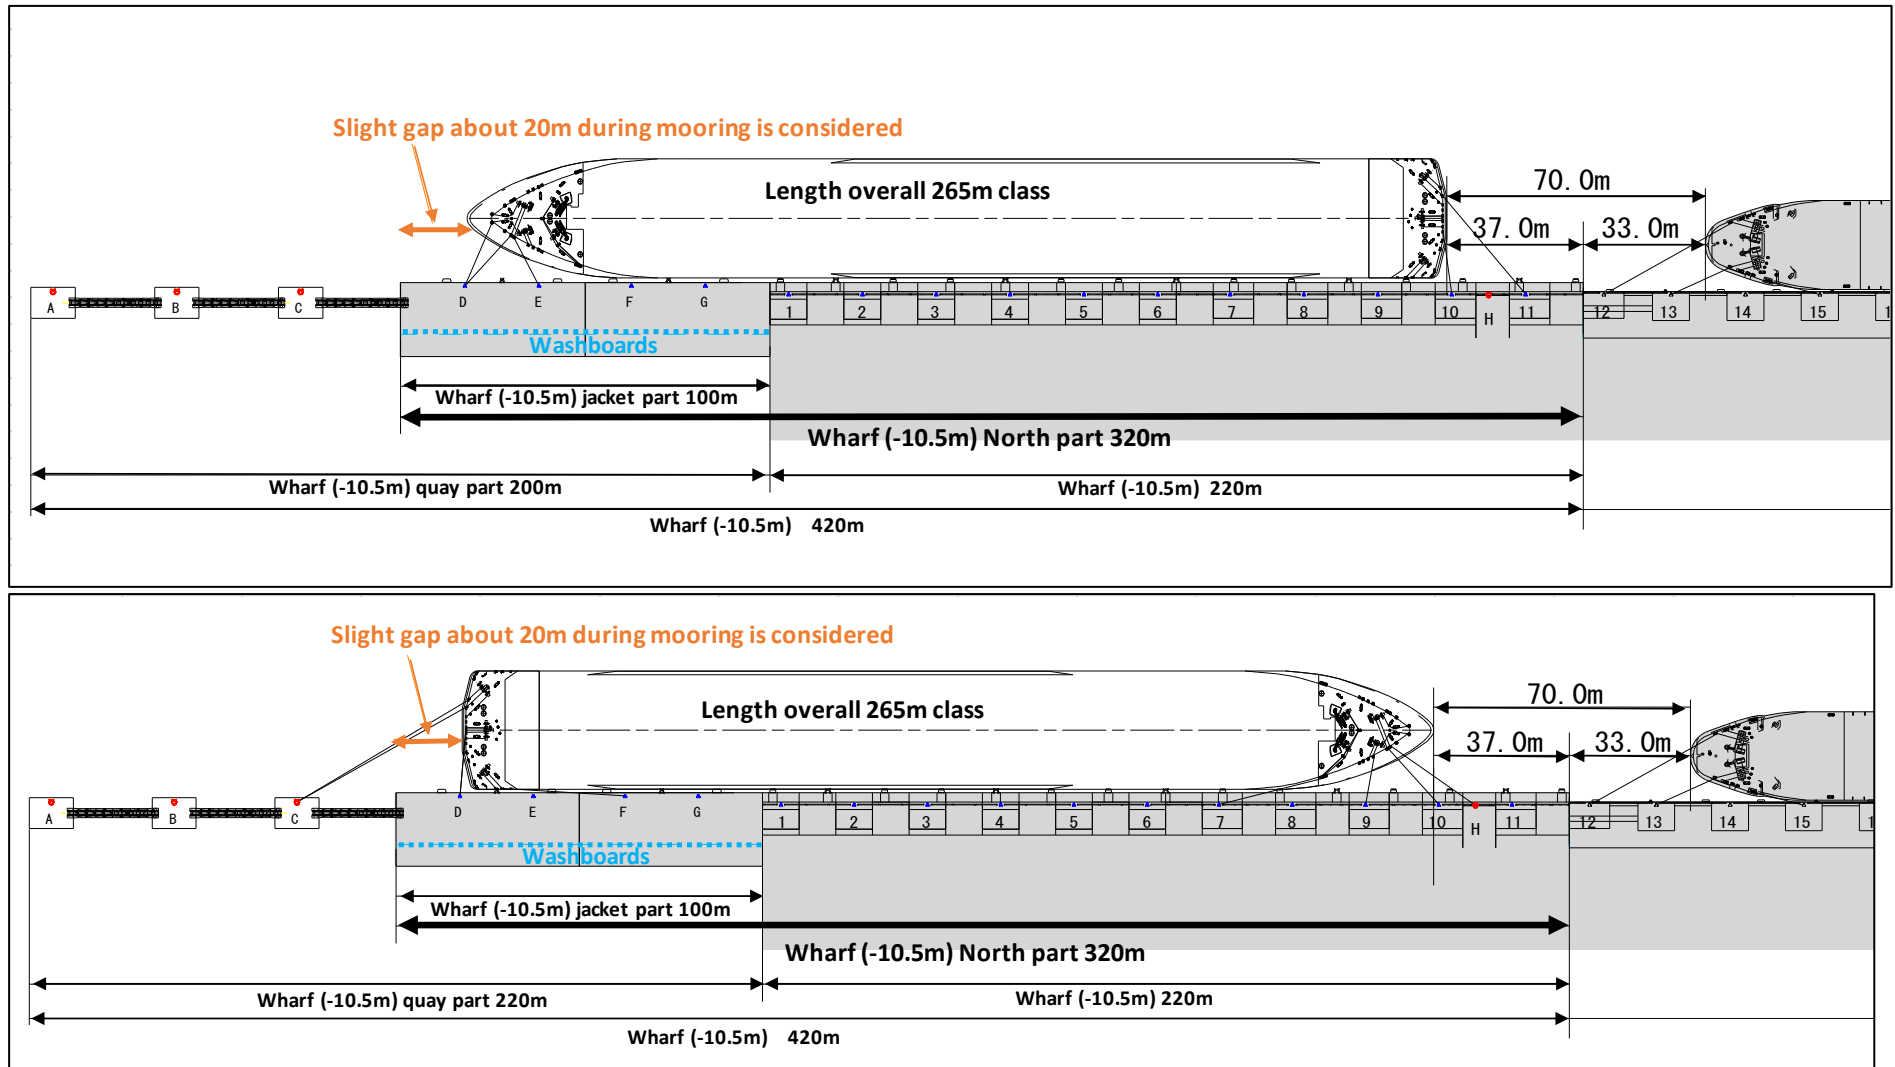 Slight gap about 20m during mooring is considered
Length overall 265m class
70.0m
37.0m 33.0m
A B C D E F G 1 2 3 4 5 6 7 8 9 10 H 11 12 13 14 15 1
Washboards
Wharf (-10.5m) jacket part 100m
Wharf (-10.5m) North part 320m
Wharf (-10.5m) quay part 200m
Wharf (-10.5m) 220m
Wharf (-10.5m) 420m
Slight gap about 20m during mooring is considered
Length overall 265m class
70.0m
37.0m 33.0m
A B C D E F G 1 2 3 4 5 6 7 8 9 10 H 11 12 13 14 15 1
Washboards
Wharf (-10.5m) jacket part 100m
Wharf (-10.5m) North part 320m
Wharf (-10.5m) quay part 220m
Wharf (-10.5m) 220m
Wharf (-10.5m) 420m